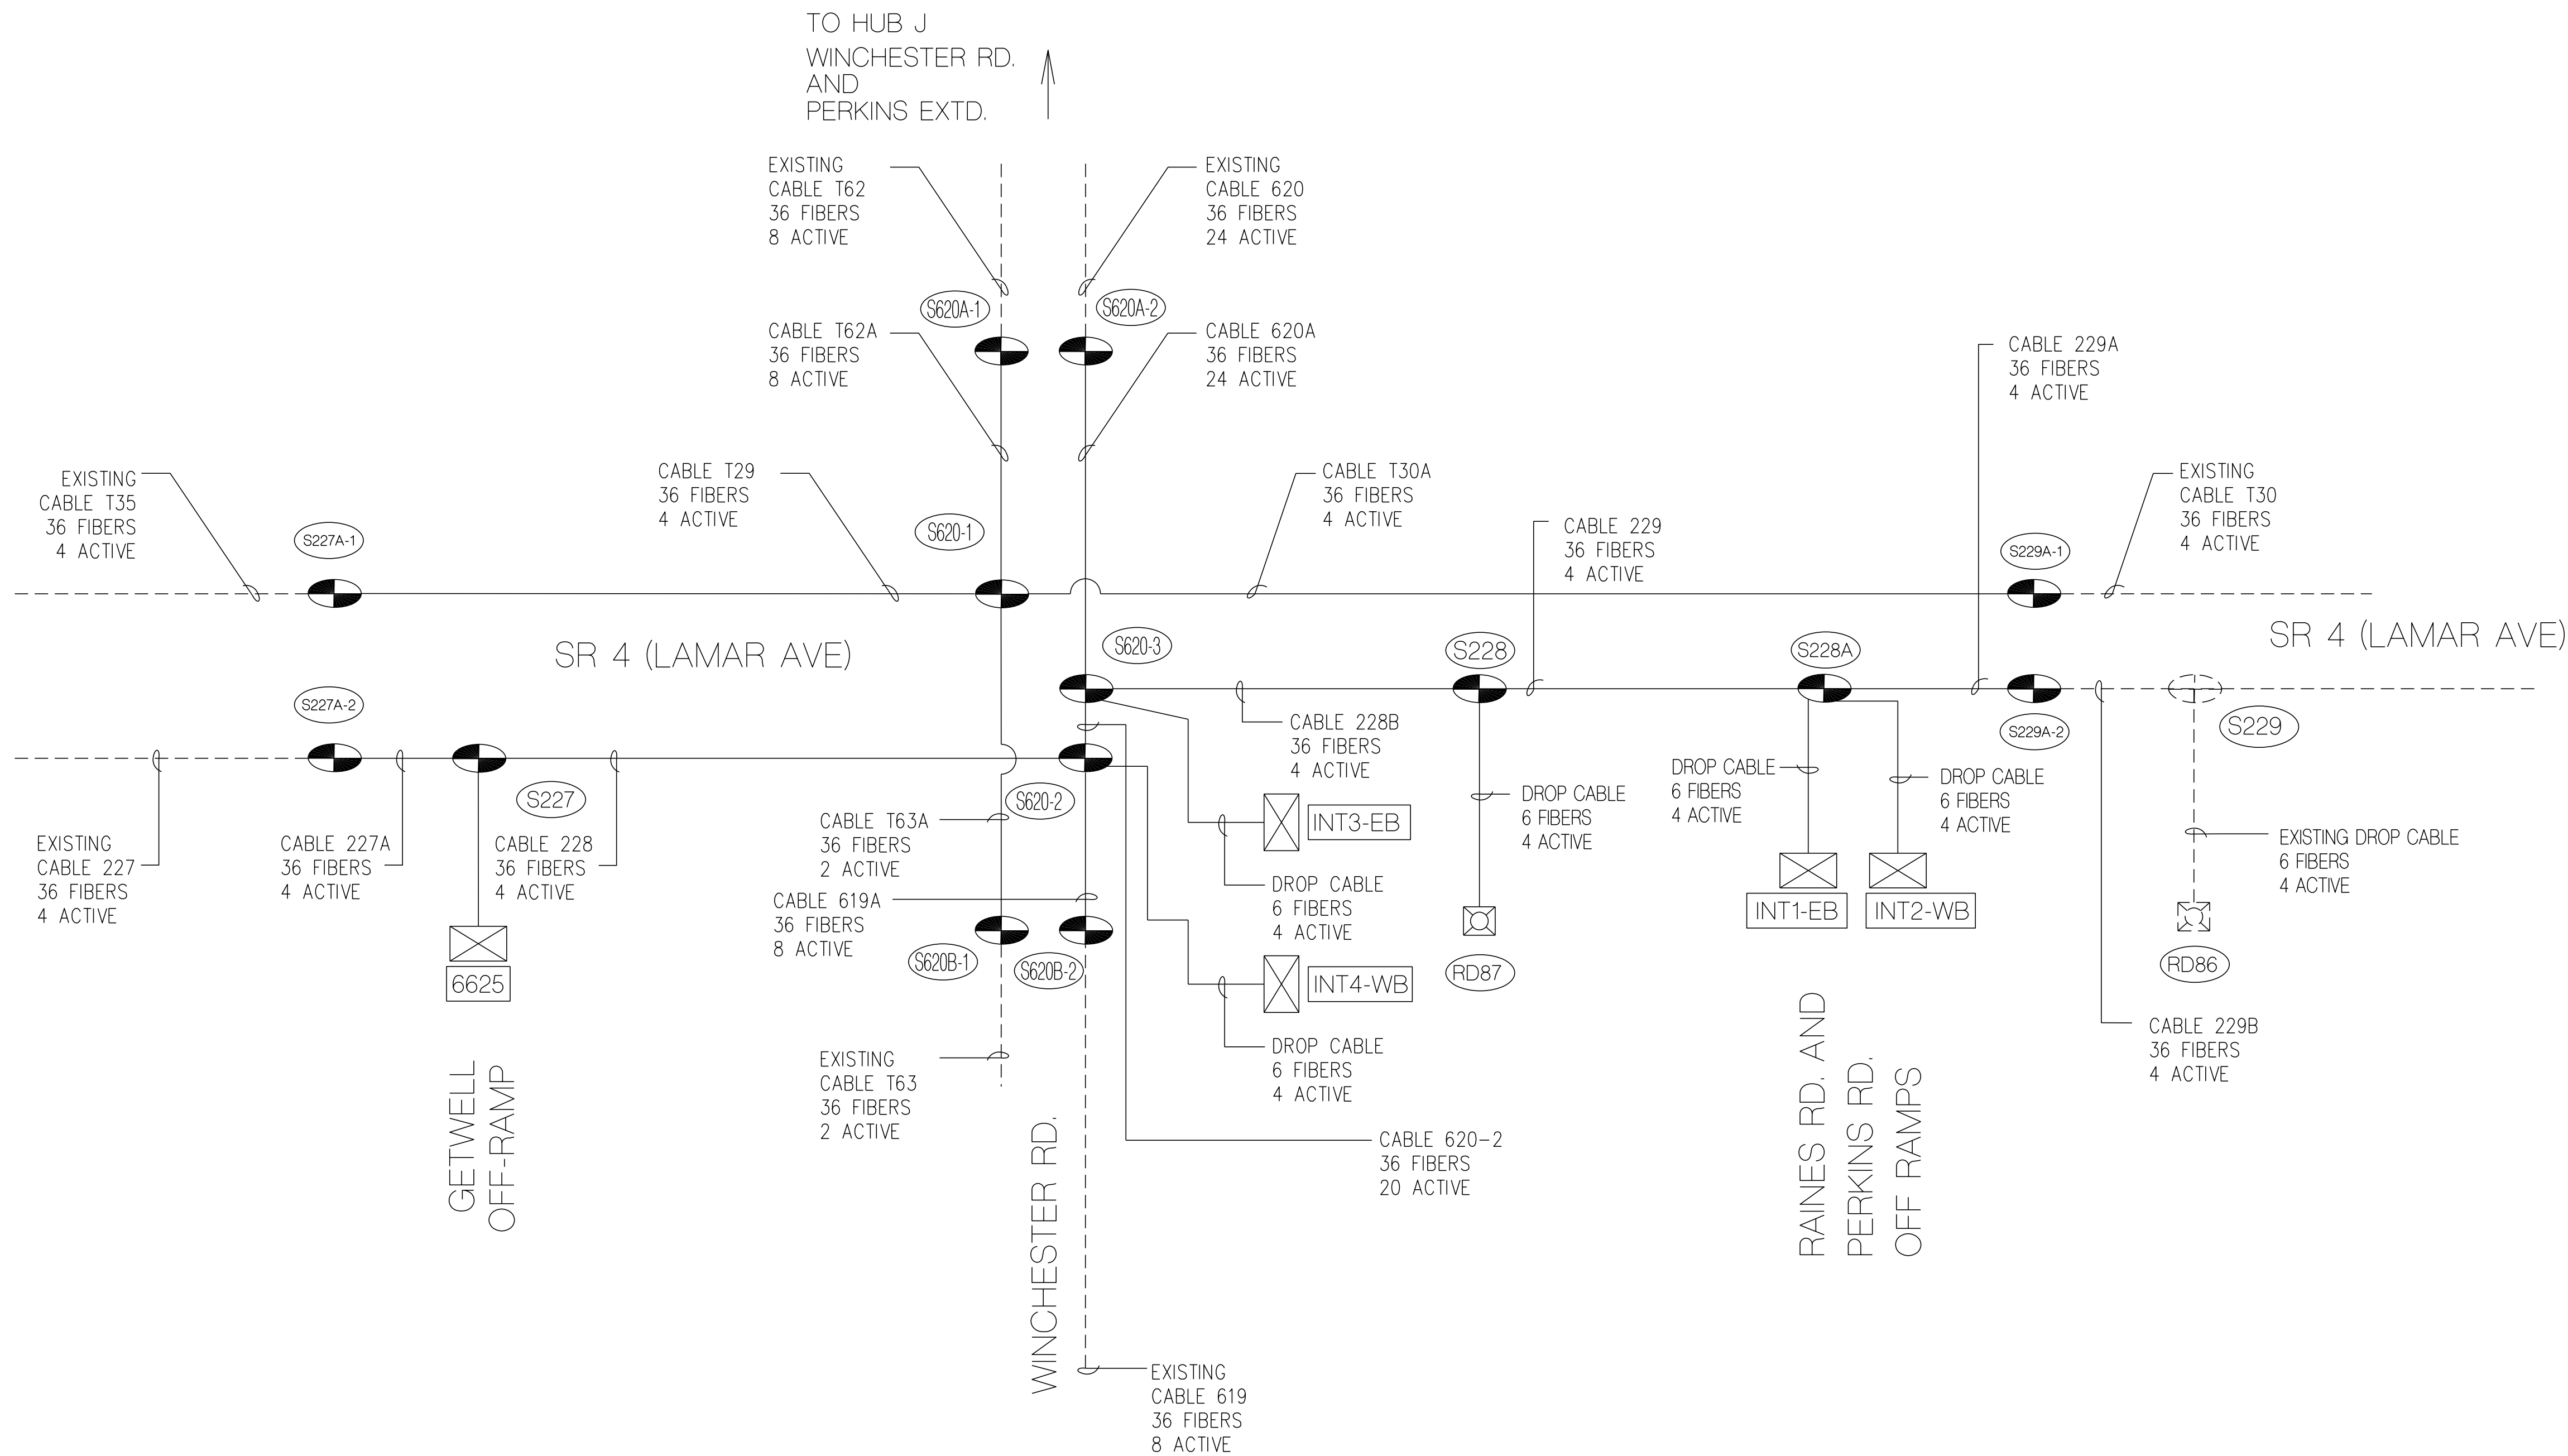 TO HUB J
WINCHESTER RD.
AND
PERKINS EXTD.
EXISTING
CABLE T62
36 FIBERS
8 ACTIVE
EXISTING
CABLE 620
36 FIBERS
24 ACTIVE
S620A-1
S620A-2
CABLE T62A
36 FIBERS
8 ACTIVE
CABLE 620A
36 FIBERS
24 ACTIVE
CABLE 229A
36 FIBERS
4 ACTIVE
EXISTING
CABLE T35
36 FIBERS
4 ACTIVE
S227A-1
CABLE T29
36 FIBERS
4 ACTIVE
S620-1
CABLE T30A
36 FIBERS
4 ACTIVE
CABLE 229
36 FIBERS
4 ACTIVE
S229A-1
EXISTING
CABLE T30
36 FIBERS
4 ACTIVE
SR 4 (LAMAR AVE)
SR 4 (LAMAR AVE)
S620-3
S228
S228A
S227A-2
S229A-2
S229
CABLE 228B
36 FIBERS
4 ACTIVE
S227
S620-2
EXISTING
CABLE 227
36 FIBERS
4 ACTIVE
CABLE 227A
36 FIBERS
4 ACTIVE
CABLE 228
36 FIBERS
4 ACTIVE
CABLE T63A
36 FIBERS
2 ACTIVE
CABLE 619A
36 FIBERS
8 ACTIVE
INT3-EB
DROP CABLE
6 FIBERS
4 ACTIVE
DROP CABLE
6 FIBERS
4 ACTIVE
DROP CABLE
6 FIBERS
4 ACTIVE
DROP CABLE
6 FIBERS
4 ACTIVE
EXISTING DROP CABLE
6 FIBERS
4 ACTIVE
6625
S620B-1
S620B-2
INT4-WB
RD87
INT1-EB
INT2-WB
RD86
DROP CABLE
6 FIBERS
4 ACTIVE
EXISTING
CABLE T63
36 FIBERS
2 ACTIVE
CABLE 229B
36 FIBERS
4 ACTIVE
GETWELL
OFF-RAMP
WINCHESTER RD.
CABLE 620-2
36 FIBERS
20 ACTIVE
RAINES RD. AND
PERKINS RD.
OFF RAMPS
EXISTING
CABLE 619
36 FIBERS
8 ACTIVE